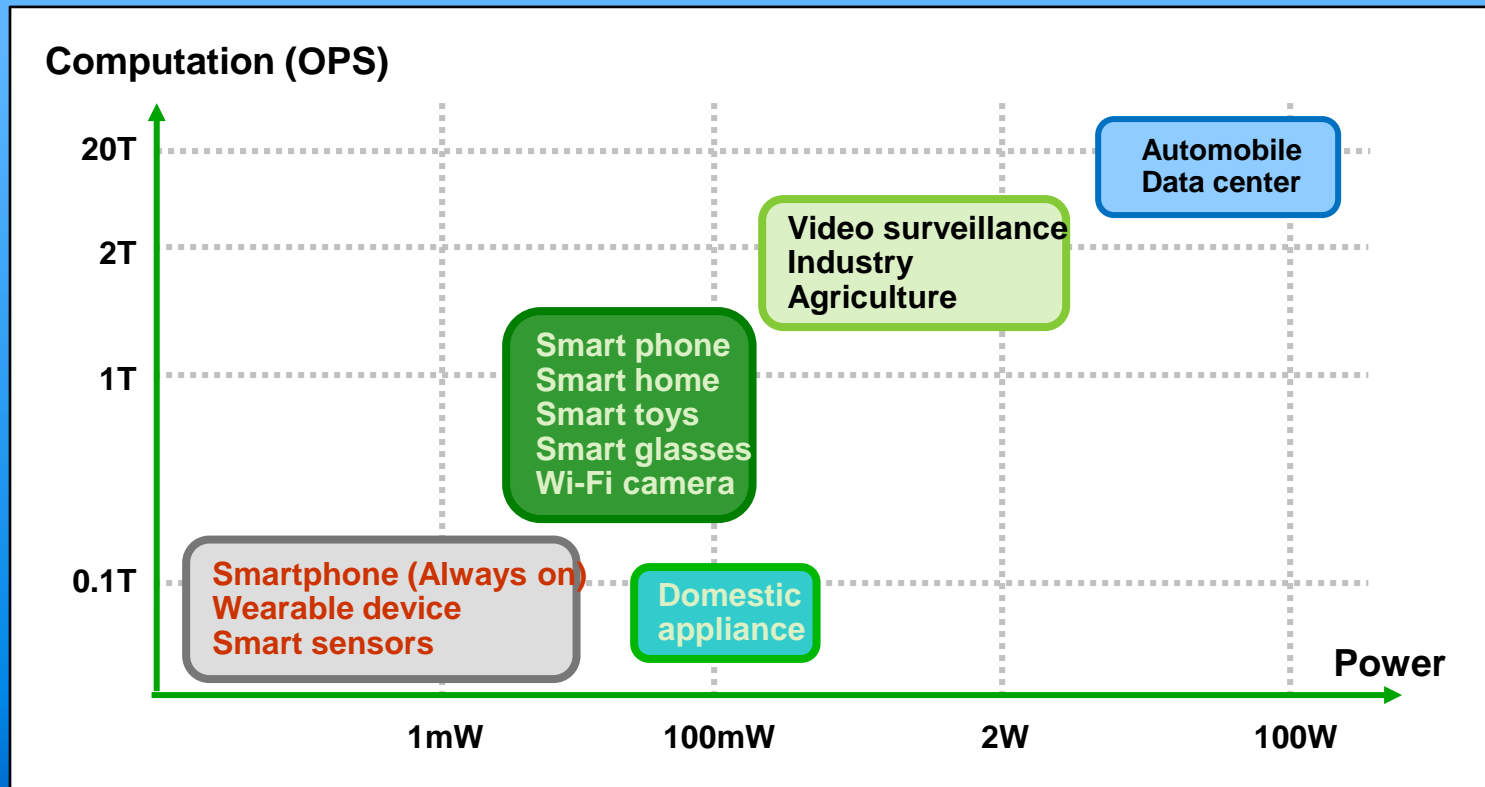 Computation (OPS)
20T
Automobile
Data center
2T
Video surveillance
Industry
Agriculture
1T
Smart phone
Smart home
Smart toys
Smart glasses
Wi-Fi camera
0.1T
Smartphone (Always on)
Wearable device
Smart sensors
Domestic
appliance
Power
1mW
100mW
2W
100W